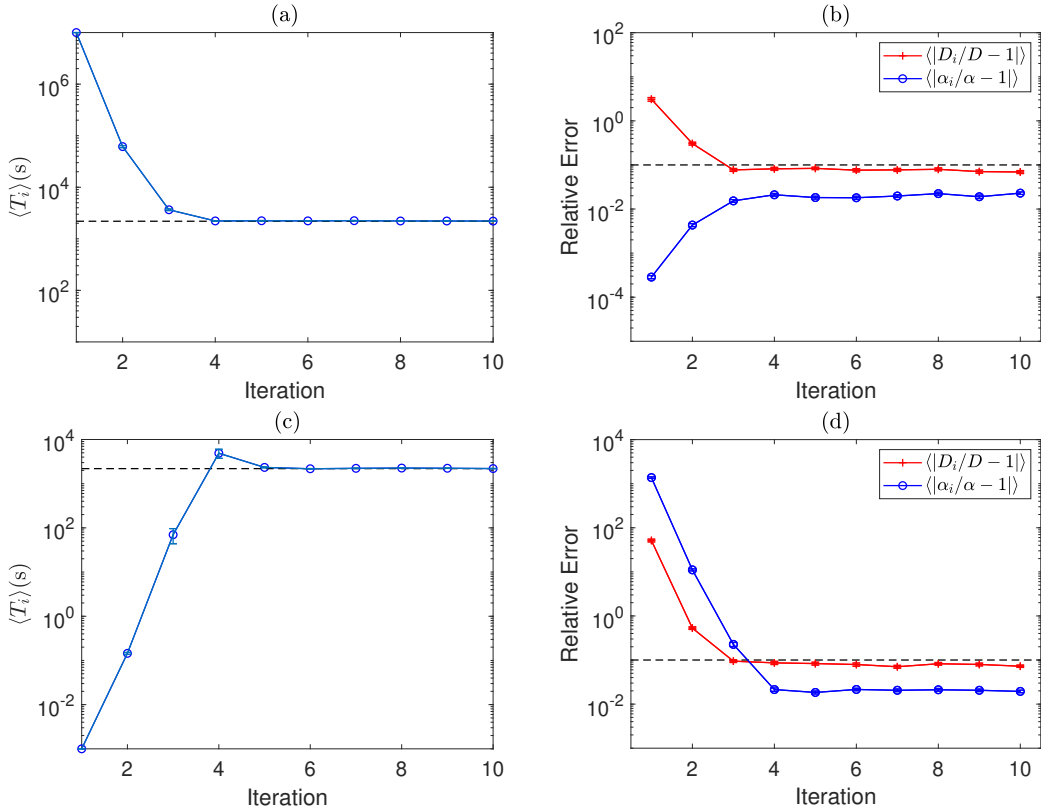 (a)
10^6
10^4
10^2
⟨T_i⟩(s)
2 4 6 8 10
Iteration
(b)
10^2
10^0
10^-2
10^-4
Relative Error
⟨|D_i/D − 1|⟩
⟨|α_i/α − 1|⟩
2 4 6 8 10
Iteration
(c)
10^4
10^2
10^0
10^-2
⟨T_i⟩(s)
2 4 6 8 10
Iteration
(d)
10^4
10^2
10^0
10^-2
Relative Error
⟨|D_i/D − 1|⟩
⟨|α_i/α − 1|⟩
2 4 6 8 10
Iteration